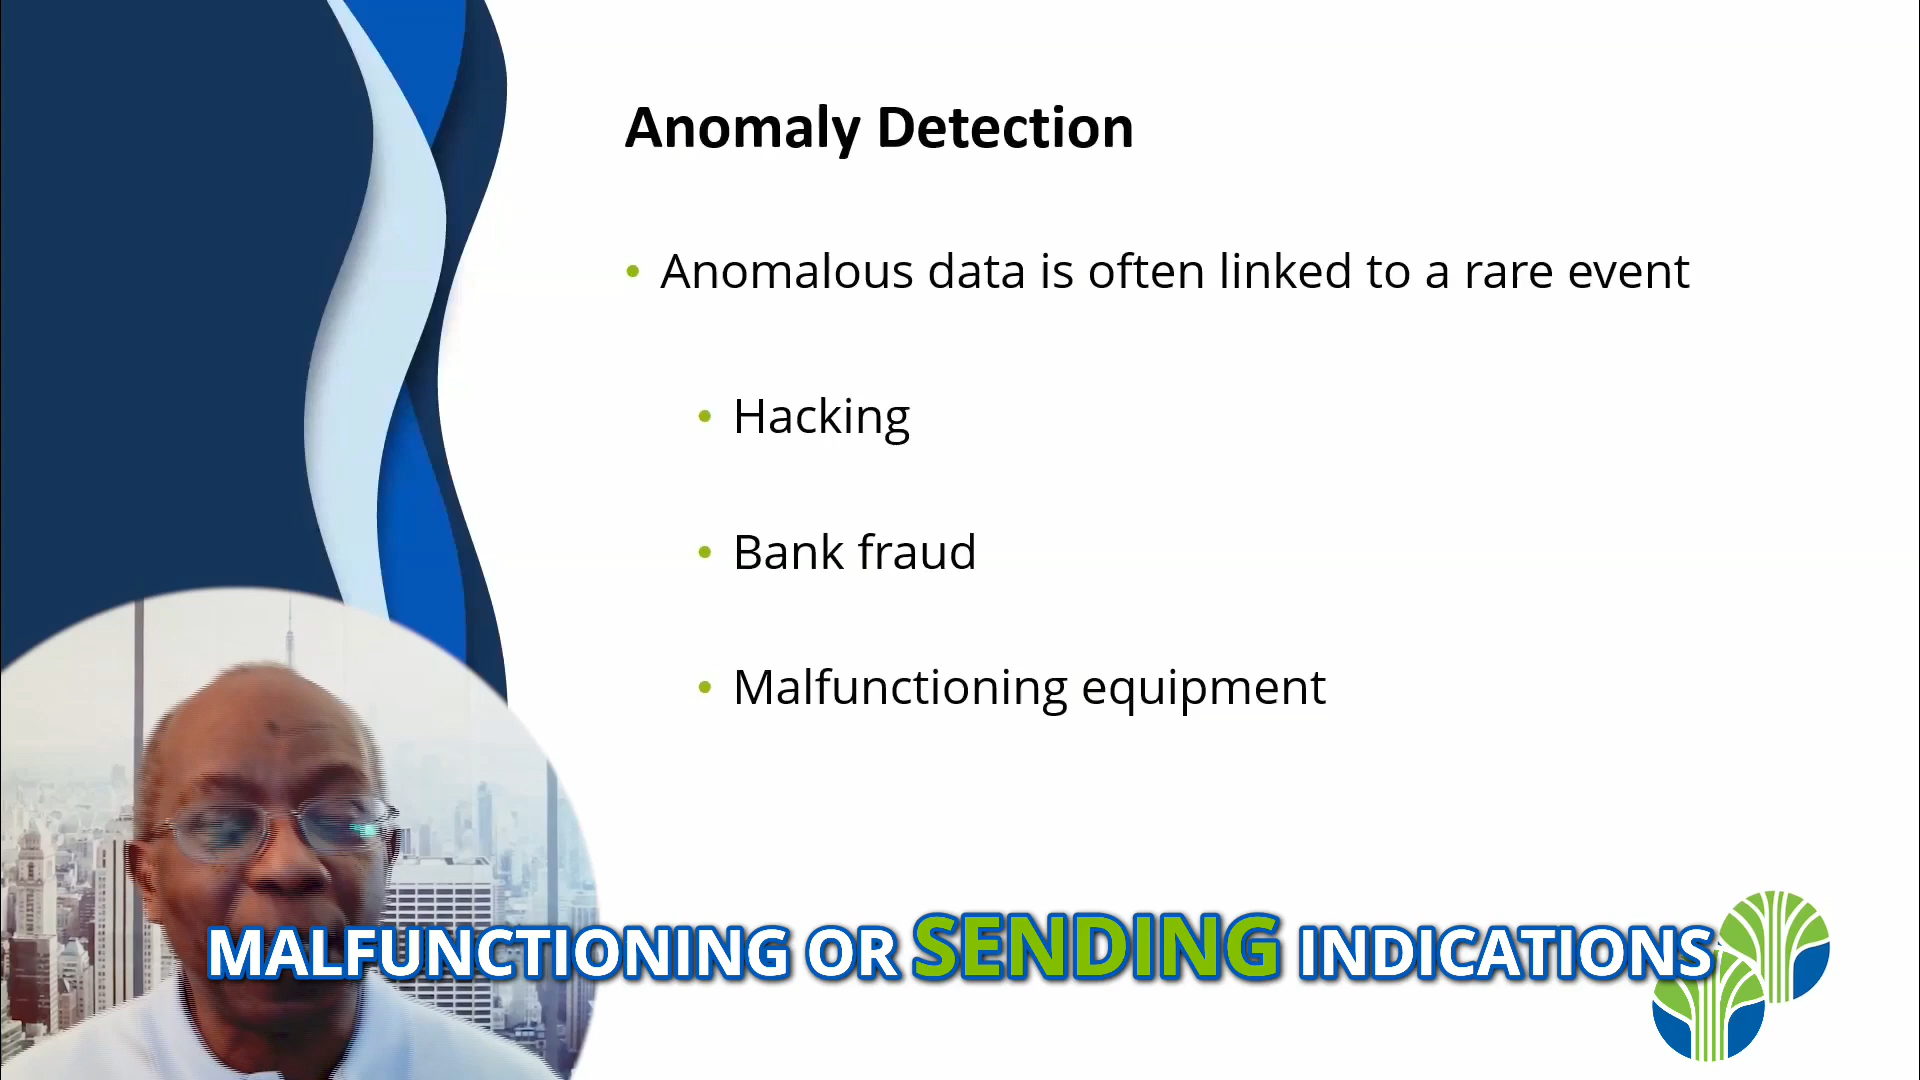 Anomaly Detection
• Anomalous data is often linked to a rare event
• Hacking
• Bank fraud
• Malfunctioning equipment
MALFUNCTIONING OR SENDING INDICATIONS